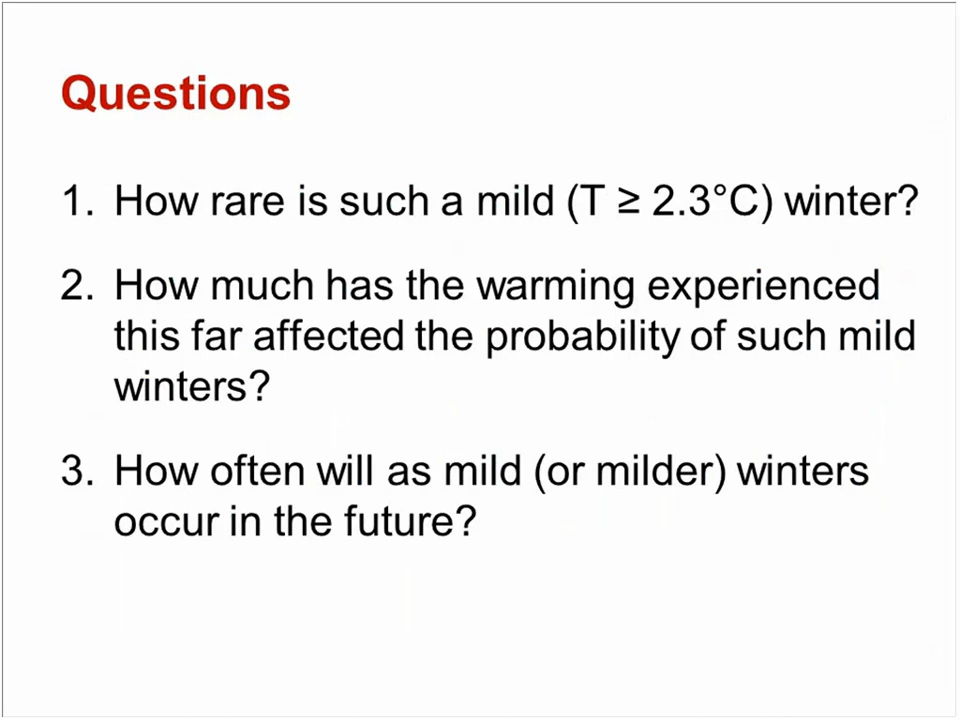 Questions
1. How rare is such a mild (T ≥ 2.3°C) winter?
2. How much has the warming experienced
this far affected the probability of such mild
winters?
3. How often will as mild (or milder) winters
occur in the future?